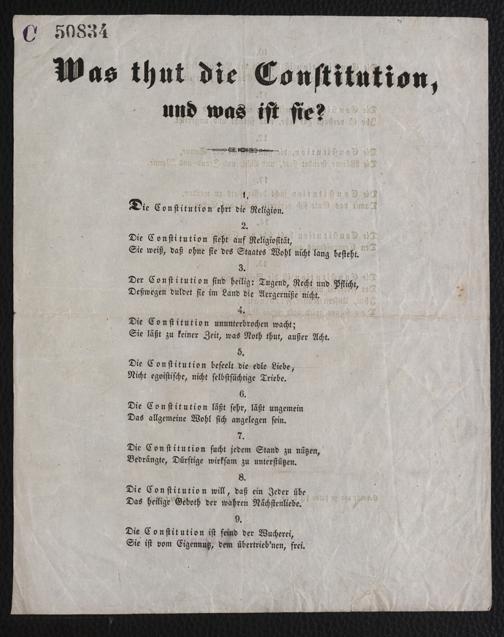 C 50834
Was thut die Constitution,
und was ist sie?
1.
Die Constitution ehrt die Religion.
2.
Die Constitution sieht auf Religiosität,
Sie weiß, daß ohne sie des Staates Wohl nicht lang besteht.
3.
Der Constitution sind heilig: Tugend, Recht und Pflicht,
Deßwegen duldet sie im Land die Aergerniße nicht.
4.
Die Constitution ununterbrochen wacht;
Sie läßt zu keiner Zeit, was Noth thut, außer Acht.
5.
Die Constitution beseelt die edle Liebe,
Nicht egoistische, nicht selbstsüchtige Triebe.
6.
Die Constitution läßt sehr, läßt ungemein
Das allgemeine Wohl sich angelegen sein.
7.
Die Constitution sucht jedem Stand zu nützen,
Bedrängte, Dürftige wirksam zu unterstützen.
8.
Die Constitution will, daß ein Jeder übe
Das heilige Geboth der wahren Nächstenliebe.
9.
Die Constitution ist feind der Wucherei,
Sie ist vom Eigennutz, dem übertrieb'nen, frei.